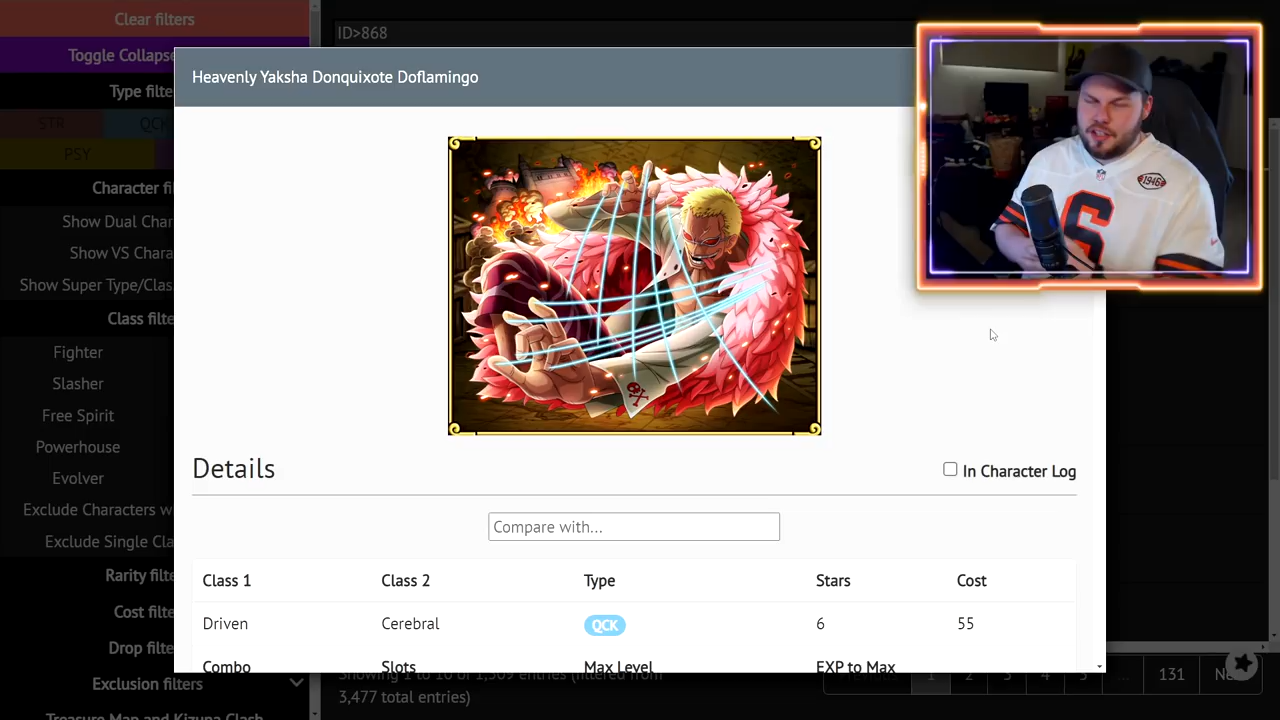 Clear filters
ID>868
Toggle Collapse
Heavenly Yaksha Donquixote Doflamingo
Type filte
STR
QCK
PSY
Character fi
Show Dual Char
Show VS Chara
Show Super Type/Clas
Class filte
Fighter
Slasher
Free Spirit
Powerhouse
Evolver
Exclude Characters w
Exclude Single Cla
Rarity filte
Cost filte
Drop filte
Exclusion filters
Treasure Map and Kizuna Clash
1946
6
Details
In Character Log
Compare with...
Class 1 Class 2 Type Stars Cost
Driven Cerebral QCK 6 55
Combo Slots Max Level EXP to Max
Showing 1 to 10 of 1,309 entries (filtered from
3,477 total entries)
1 2 3 4 5 ... 131 Ne